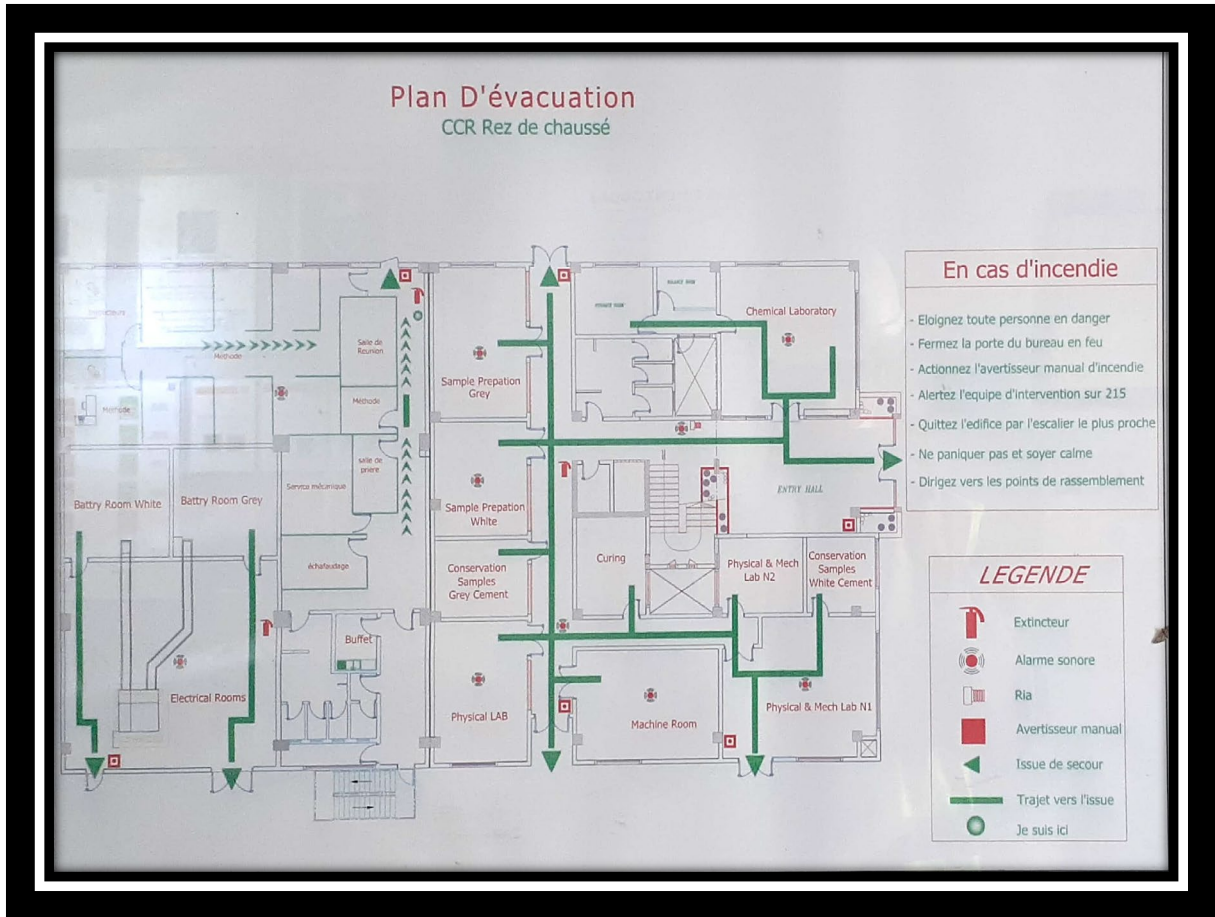 Plan D'évacuation
CCR Rez de chaussé
Méthode
Salle de
Reunion
Méthode
Méthode
salle de
prière
Service mécanique
échafaudage
Battry Room White
Battry Room Grey
Electrical Rooms
Buffet
Sample Prepation
Grey
Sample Prepation
White
Conservation
Samples
Grey Cement
Physical LAB
Chemical Laboratory
ENTRY HALL
Curing
Physical & Mech
Lab N2
Conservation
Samples
White Cement
Machine Room
Physical & Mech Lab N1
En cas d'incendie
- Eloignez toute personne en danger
- Fermez la porte du bureau en feu
- Actionnez l'avertisseur manual d'incendie
- Alertez l'equipe d'intervention sur 215
- Quittez l'edifice par l'escalier le plus proche
- Ne paniquer pas et soyer calme
- Dirigez vers les points de rassemblement
LEGENDE
Extincteur
Alarme sonore
Ria
Avertisseur manual
Issue de secour
Trajet vers l'issue
Je suis ici